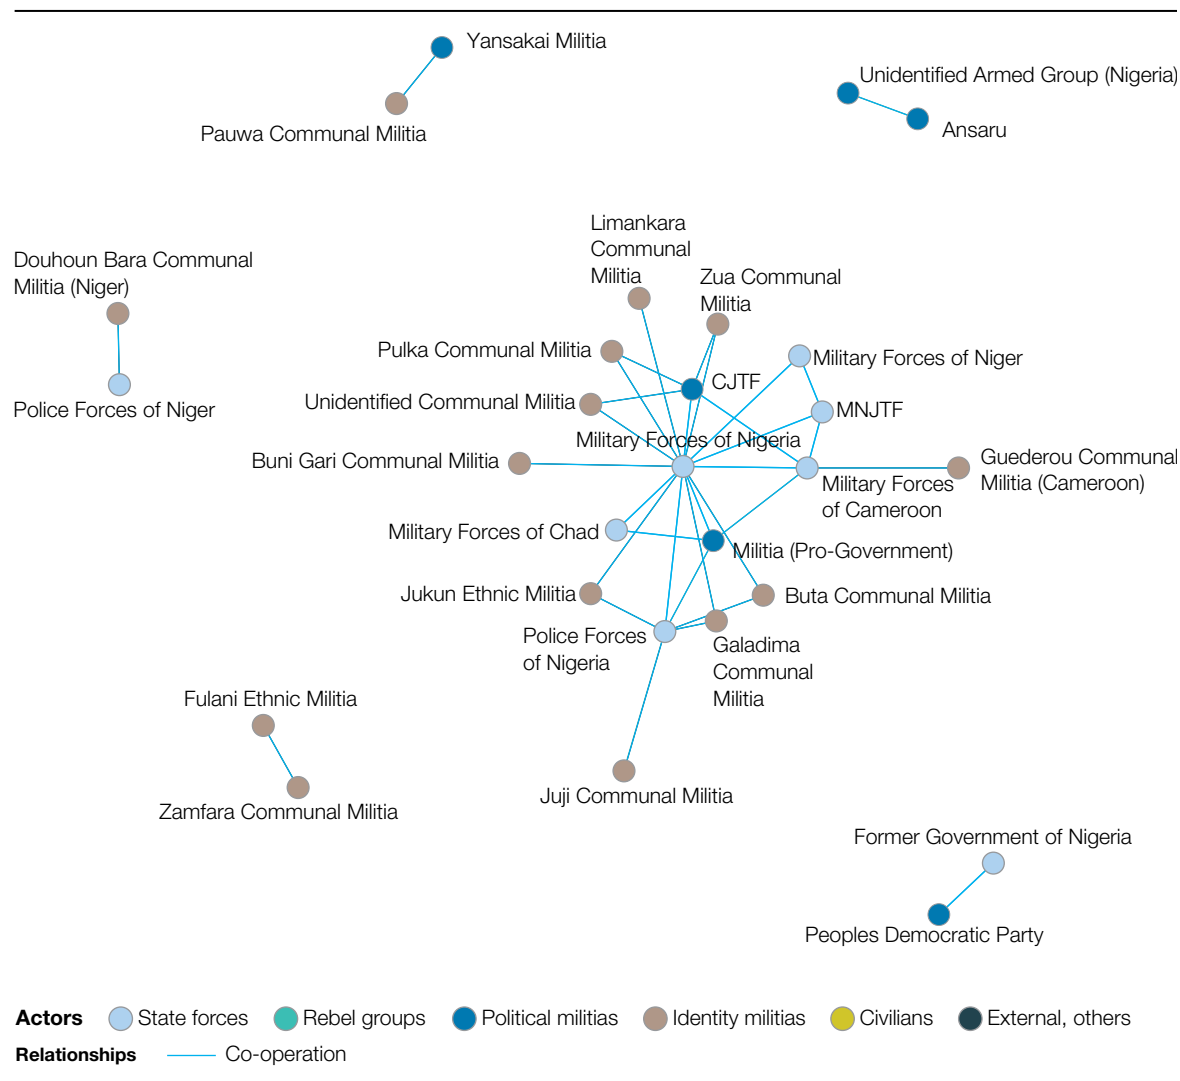 Yansakai Militia
Pauwa Communal Militia
Unidentified Armed Group (Nigeria)
Ansaru
Douhoun Bara Communal
Militia (Niger)
Police Forces of Niger
Limankara
Communal
Militia
Zua Communal
Militia
Pulka Communal Militia
Military Forces of Niger
CJTF
Unidentified Communal Militia
MNJTF
Military Forces of Nigeria
Buni Gari Communal Militia
Guederou Communal
Militia (Cameroon)
Military Forces
of Cameroon
Military Forces of Chad
Militia (Pro-Government)
Jukun Ethnic Militia
Buta Communal Militia
Police Forces
of Nigeria
Galadima
Communal
Militia
Fulani Ethnic Militia
Zamfara Communal Militia
Juji Communal Militia
Former Government of Nigeria
Peoples Democratic Party
Actors State forces Rebel groups Political militias Identity militias Civilians External, others
Relationships Co-operation